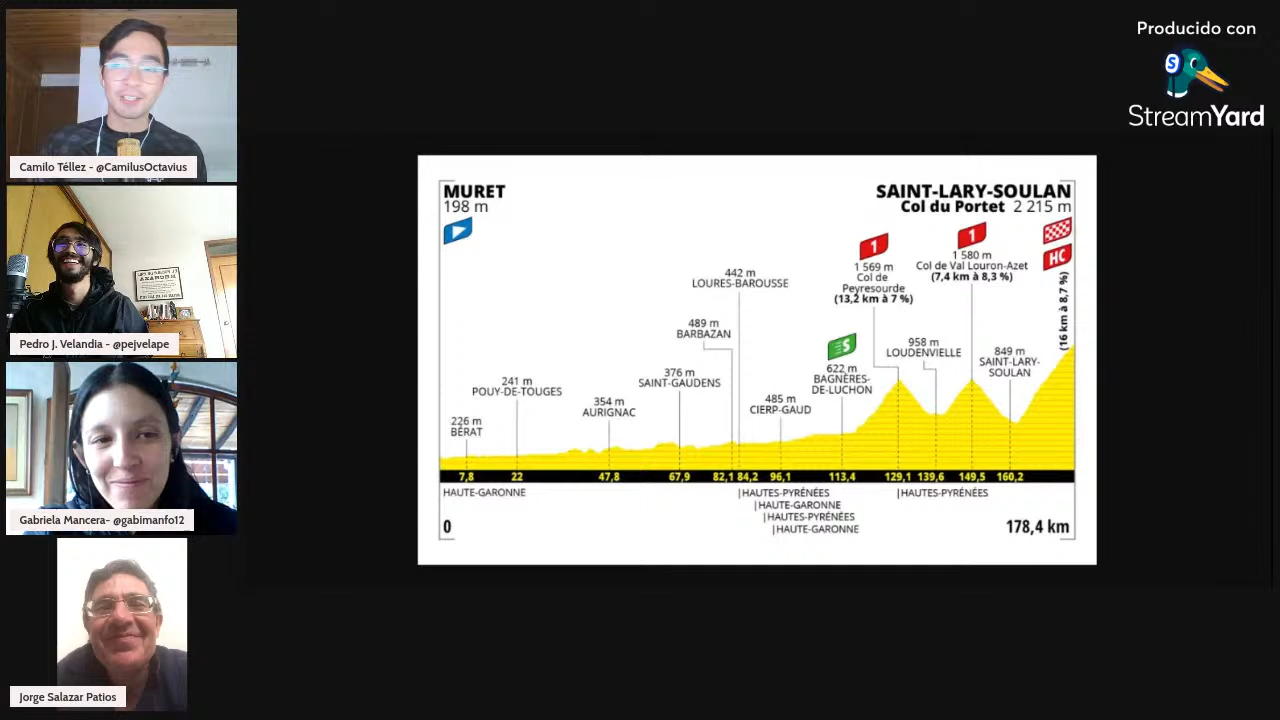 Producido con
S
StreamYard
Camilo Téllez - @CamilusOctavius
Pedro J. Velandia - @pejvelape
Gabriela Mancera- @gabimanfo12
Jorge Salazar Patios
MURET
198 m
SAINT-LARY-SOULAN
Col du Portet 2 215 m
HC
(16 km à 8,7 %)
1
1 580 m
Col de Val Louron-Azet
(7,4 km à 8,3 %)
1
1 569 m
Col de
Peyresourde
(13,2 km à 7 %)
442 m
LOURES-BAROUSSE
489 m
BARBAZAN
S
622 m
BAGNÈRES-
DE-LUCHON
958 m
LOUDENVIELLE
849 m
SAINT-LARY-
SOULAN
376 m
SAINT-GAUDENS
241 m
POUY-DE-TOUGES
354 m
AURIGNAC
485 m
CIERP-GAUD
226 m
BÉRAT
7,8 22 47,8 67,9 82,1 84,2 96,1 113,4 129,1 139,6 149,5 160,2
HAUTE-GARONNE |HAUTES-PYRÉNÉES |HAUTES-PYRÉNÉES
|HAUTE-GARONNE
|HAUTES-PYRÉNÉES
|HAUTE-GARONNE
0 178,4 km